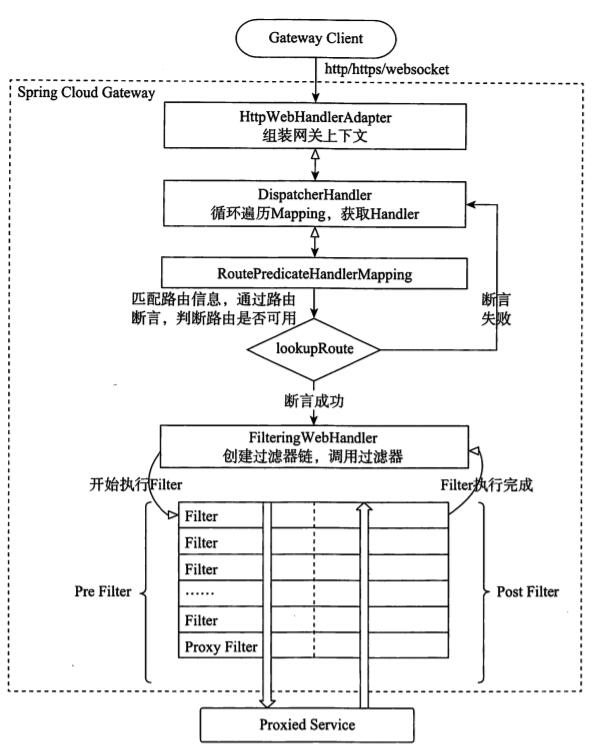 Gateway Client
http/https/websocket
Spring Cloud Gateway
HttpWebHandlerAdapter
组装网关上下文
DispatcherHandler
循环遍历Mapping，获取Handler
RoutePredicateHandlerMapping
匹配路由信息，通过路由
断言，判断路由是否可用
断言
失败
lookupRoute
断言成功
FilteringWebHandler
创建过滤器链，调用过滤器
开始执行Filter
Filter执行完成
Filter
Filter
Filter
……
Filter
Proxy Filter
Pre Filter
Post Filter
Proxied Service